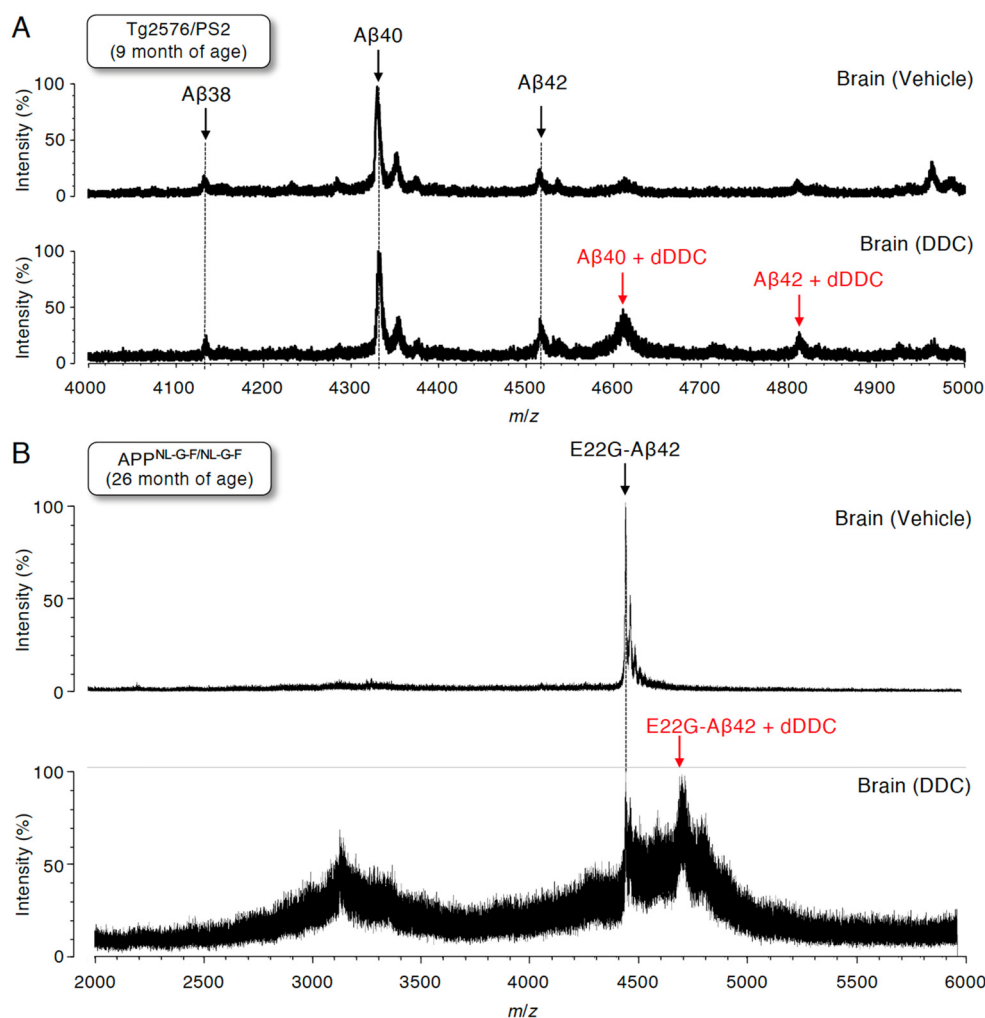 A
Tg2576/PS2
(9 month of age)
Aβ38
Aβ40
Aβ42
Brain (Vehicle)
Intensity (%)
100
50
0
Brain (DDC)
Aβ40 + dDDC
Aβ42 + dDDC
Intensity (%)
100
50
0
4000 4100 4200 4300 4400 4500 4600 4700 4800 4900 5000
m/z
B
APP^NL-G-F/NL-G-F
(26 month of age)
E22G-Aβ42
Brain (Vehicle)
Intensity (%)
100
50
0
E22G-Aβ42 + dDDC
Brain (DDC)
Intensity (%)
100
50
0
2000 2500 3000 3500 4000 4500 5000 5500 6000
m/z